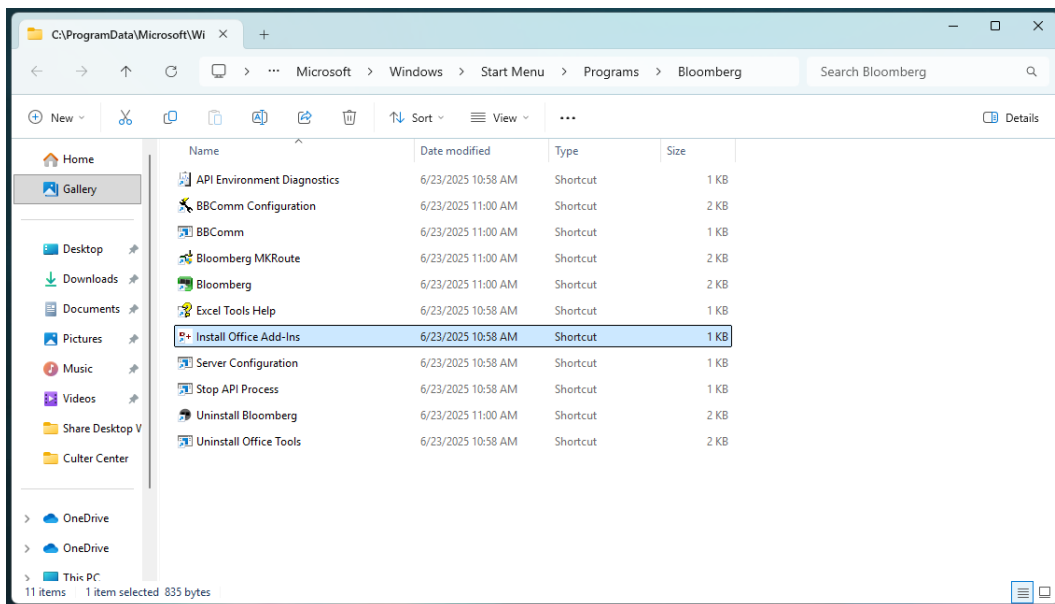 C:\ProgramData\Microsoft\Wi
Microsoft > Windows > Start Menu > Programs > Bloomberg
Search Bloomberg
New
Sort
View
Details
Home
Gallery
Desktop
Downloads
Documents
Pictures
Music
Videos
Share Desktop V
Culter Center
OneDrive
OneDrive
This PC
Name Date modified Type Size
API Environment Diagnostics 6/23/2025 10:58 AM Shortcut 1 KB
BBComm Configuration 6/23/2025 11:00 AM Shortcut 2 KB
BBComm 6/23/2025 11:00 AM Shortcut 1 KB
Bloomberg MKRoute 6/23/2025 11:00 AM Shortcut 2 KB
Bloomberg 6/23/2025 11:00 AM Shortcut 2 KB
Excel Tools Help 6/23/2025 10:58 AM Shortcut 1 KB
Install Office Add-Ins 6/23/2025 10:58 AM Shortcut 1 KB
Server Configuration 6/23/2025 10:58 AM Shortcut 1 KB
Stop API Process 6/23/2025 10:58 AM Shortcut 1 KB
Uninstall Bloomberg 6/23/2025 11:00 AM Shortcut 2 KB
Uninstall Office Tools 6/23/2025 10:58 AM Shortcut 2 KB
11 items 1 item selected 835 bytes